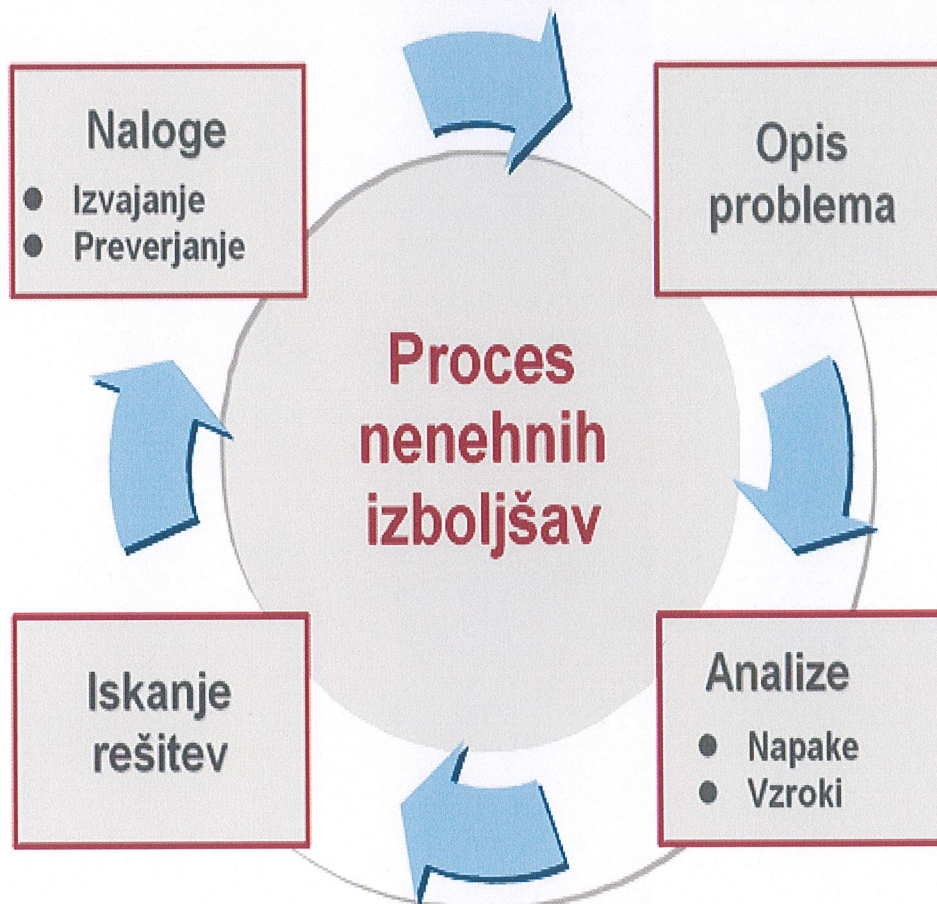 Naloge
● Izvajanje
● Preverjanje
Opis
problema
Proces
nenehnih
izboljšav
Iskanje
rešitev
Analize
● Napake
● Vzroki